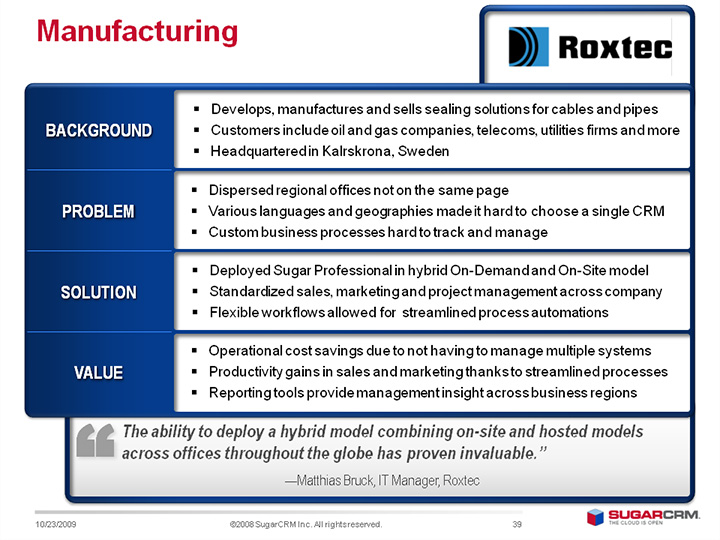 Manufacturing
Roxtec
BACKGROUND
▪ Develops, manufactures and sells sealing solutions for cables and pipes
▪ Customers include oil and gas companies, telecoms, utilities firms and more
▪ Headquartered in Kalrskrona, Sweden
PROBLEM
▪ Dispersed regional offices not on the same page
▪ Various languages and geographies made it hard to choose a single CRM
▪ Custom business processes hard to track and manage
SOLUTION
▪ Deployed Sugar Professional in hybrid On-Demand and On-Site model
▪ Standardized sales, marketing and project management across company
▪ Flexible workflows allowed for streamlined process automations
VALUE
▪ Operational cost savings due to not having to manage multiple systems
▪ Productivity gains in sales and marketing thanks to streamlined processes
▪ Reporting tools provide management insight across business regions
“The ability to deploy a hybrid model combining on-site and hosted models
across offices throughout the globe has proven invaluable.”
—Matthias Bruck, IT Manager, Roxtec
10/23/2009
©2008 SugarCRM Inc. All rights reserved.
39
SUGARCRM.
THE CLOUD IS OPEN